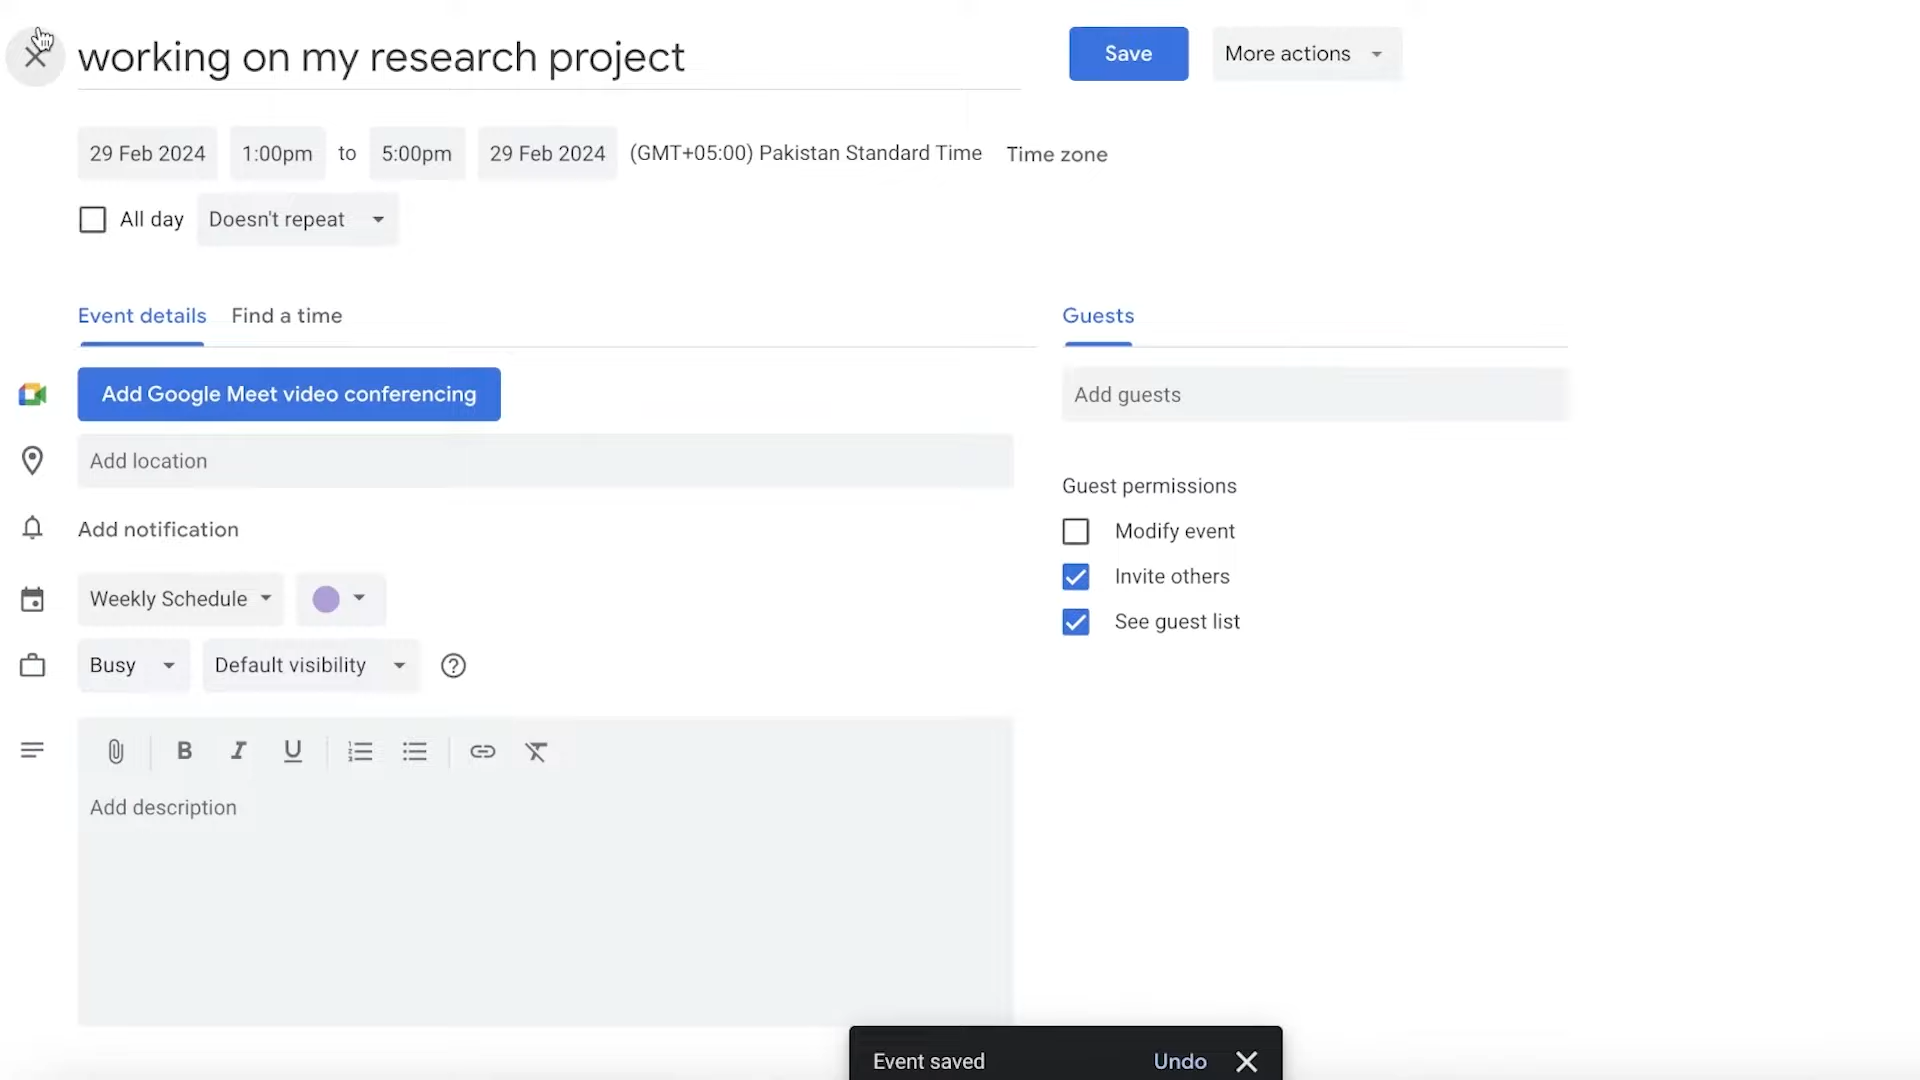 working on my research project
Save
More actions
29 Feb 2024
1:00pm
to
5:00pm
29 Feb 2024
(GMT+05:00) Pakistan Standard Time
Time zone
All day
Doesn't repeat
Event details
Find a time
Guests
Add Google Meet video conferencing
Add guests
Add location
Guest permissions
Add notification
Modify event
Invite others
Weekly Schedule
See guest list
Busy
Default visibility
B I U
Add description
Event saved
Undo